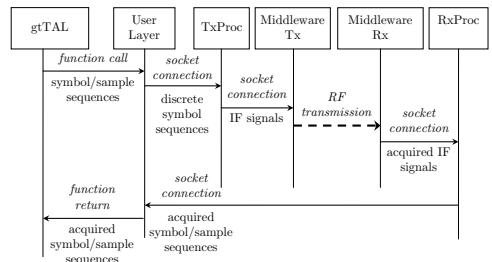 gtTAL
User
Layer
TxProc
Middleware
Tx
Middleware
Rx
RxProc
function call
symbol/sample
sequences
socket
connection
discrete
symbol
sequences
socket
connection
IF signals
RF
transmission
socket
connection
acquired IF
signals
socket
connection
acquired
symbol/sample
sequences
function
return
acquired
symbol/sample
sequences